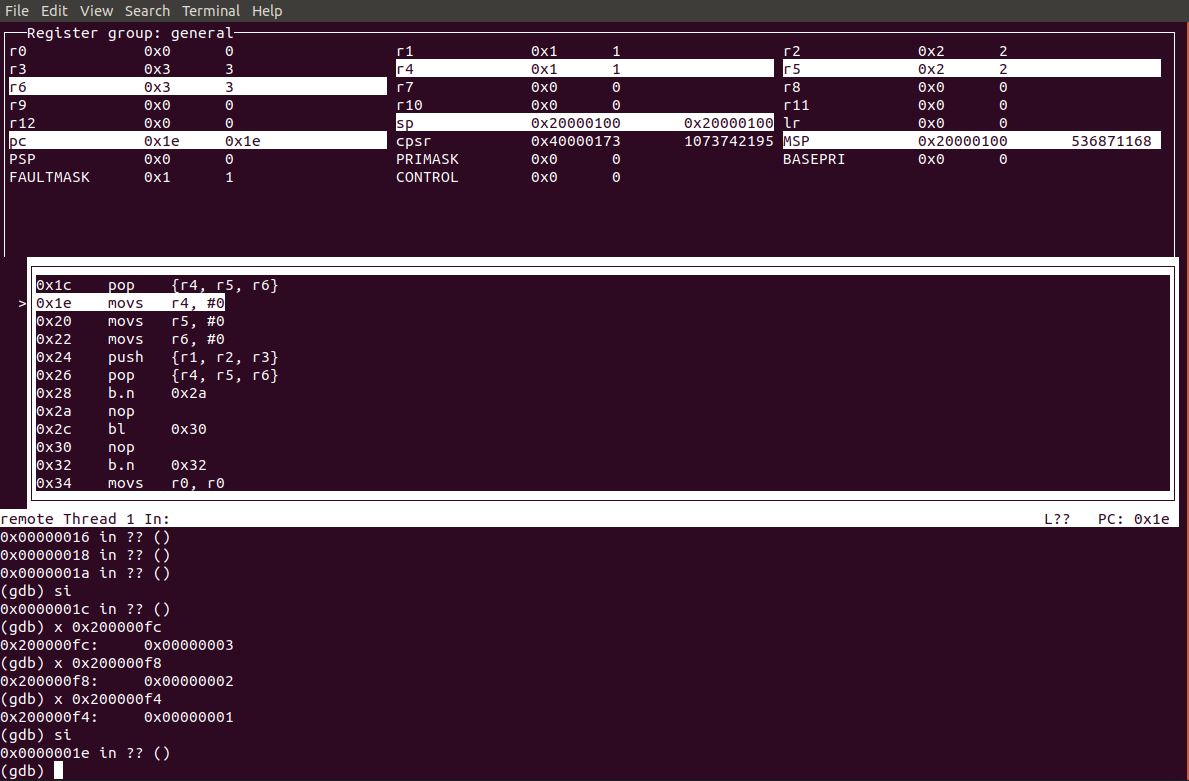 File Edit View Search Terminal Help
Register group: general
r0 0x0 0 r1 0x1 1 r2 0x2 2
r3 0x3 3 r4 0x1 1 r5 0x2 2
r6 0x3 3 r7 0x0 0 r8 0x0 0
r9 0x0 0 r10 0x0 0 r11 0x0 0
r12 0x0 0 sp 0x20000100 0x20000100 lr 0x0 0
pc 0x1e 0x1e cpsr 0x40000173 1073742195 MSP 0x20000100 536871168
PSP 0x0 0 PRIMASK 0x0 0 BASEPRI 0x0 0
FAULTMASK 0x1 1 CONTROL 0x0 0
0x1c pop {r4, r5, r6}
>0x1e movs r4, #0
0x20 movs r5, #0
0x22 movs r6, #0
0x24 push {r1, r2, r3}
0x26 pop {r4, r5, r6}
0x28 b.n 0x2a
0x2a nop
0x2c bl 0x30
0x30 nop
0x32 b.n 0x32
0x34 movs r0, r0
remote Thread 1 In: L?? PC: 0x1e
0x00000016 in ?? ()
0x00000018 in ?? ()
0x0000001a in ?? ()
(gdb) si
0x0000001c in ?? ()
(gdb) x 0x200000fc
0x200000fc: 0x00000003
(gdb) x 0x200000f8
0x200000f8: 0x00000002
(gdb) x 0x200000f4
0x200000f4: 0x00000001
(gdb) si
0x0000001e in ?? ()
(gdb)